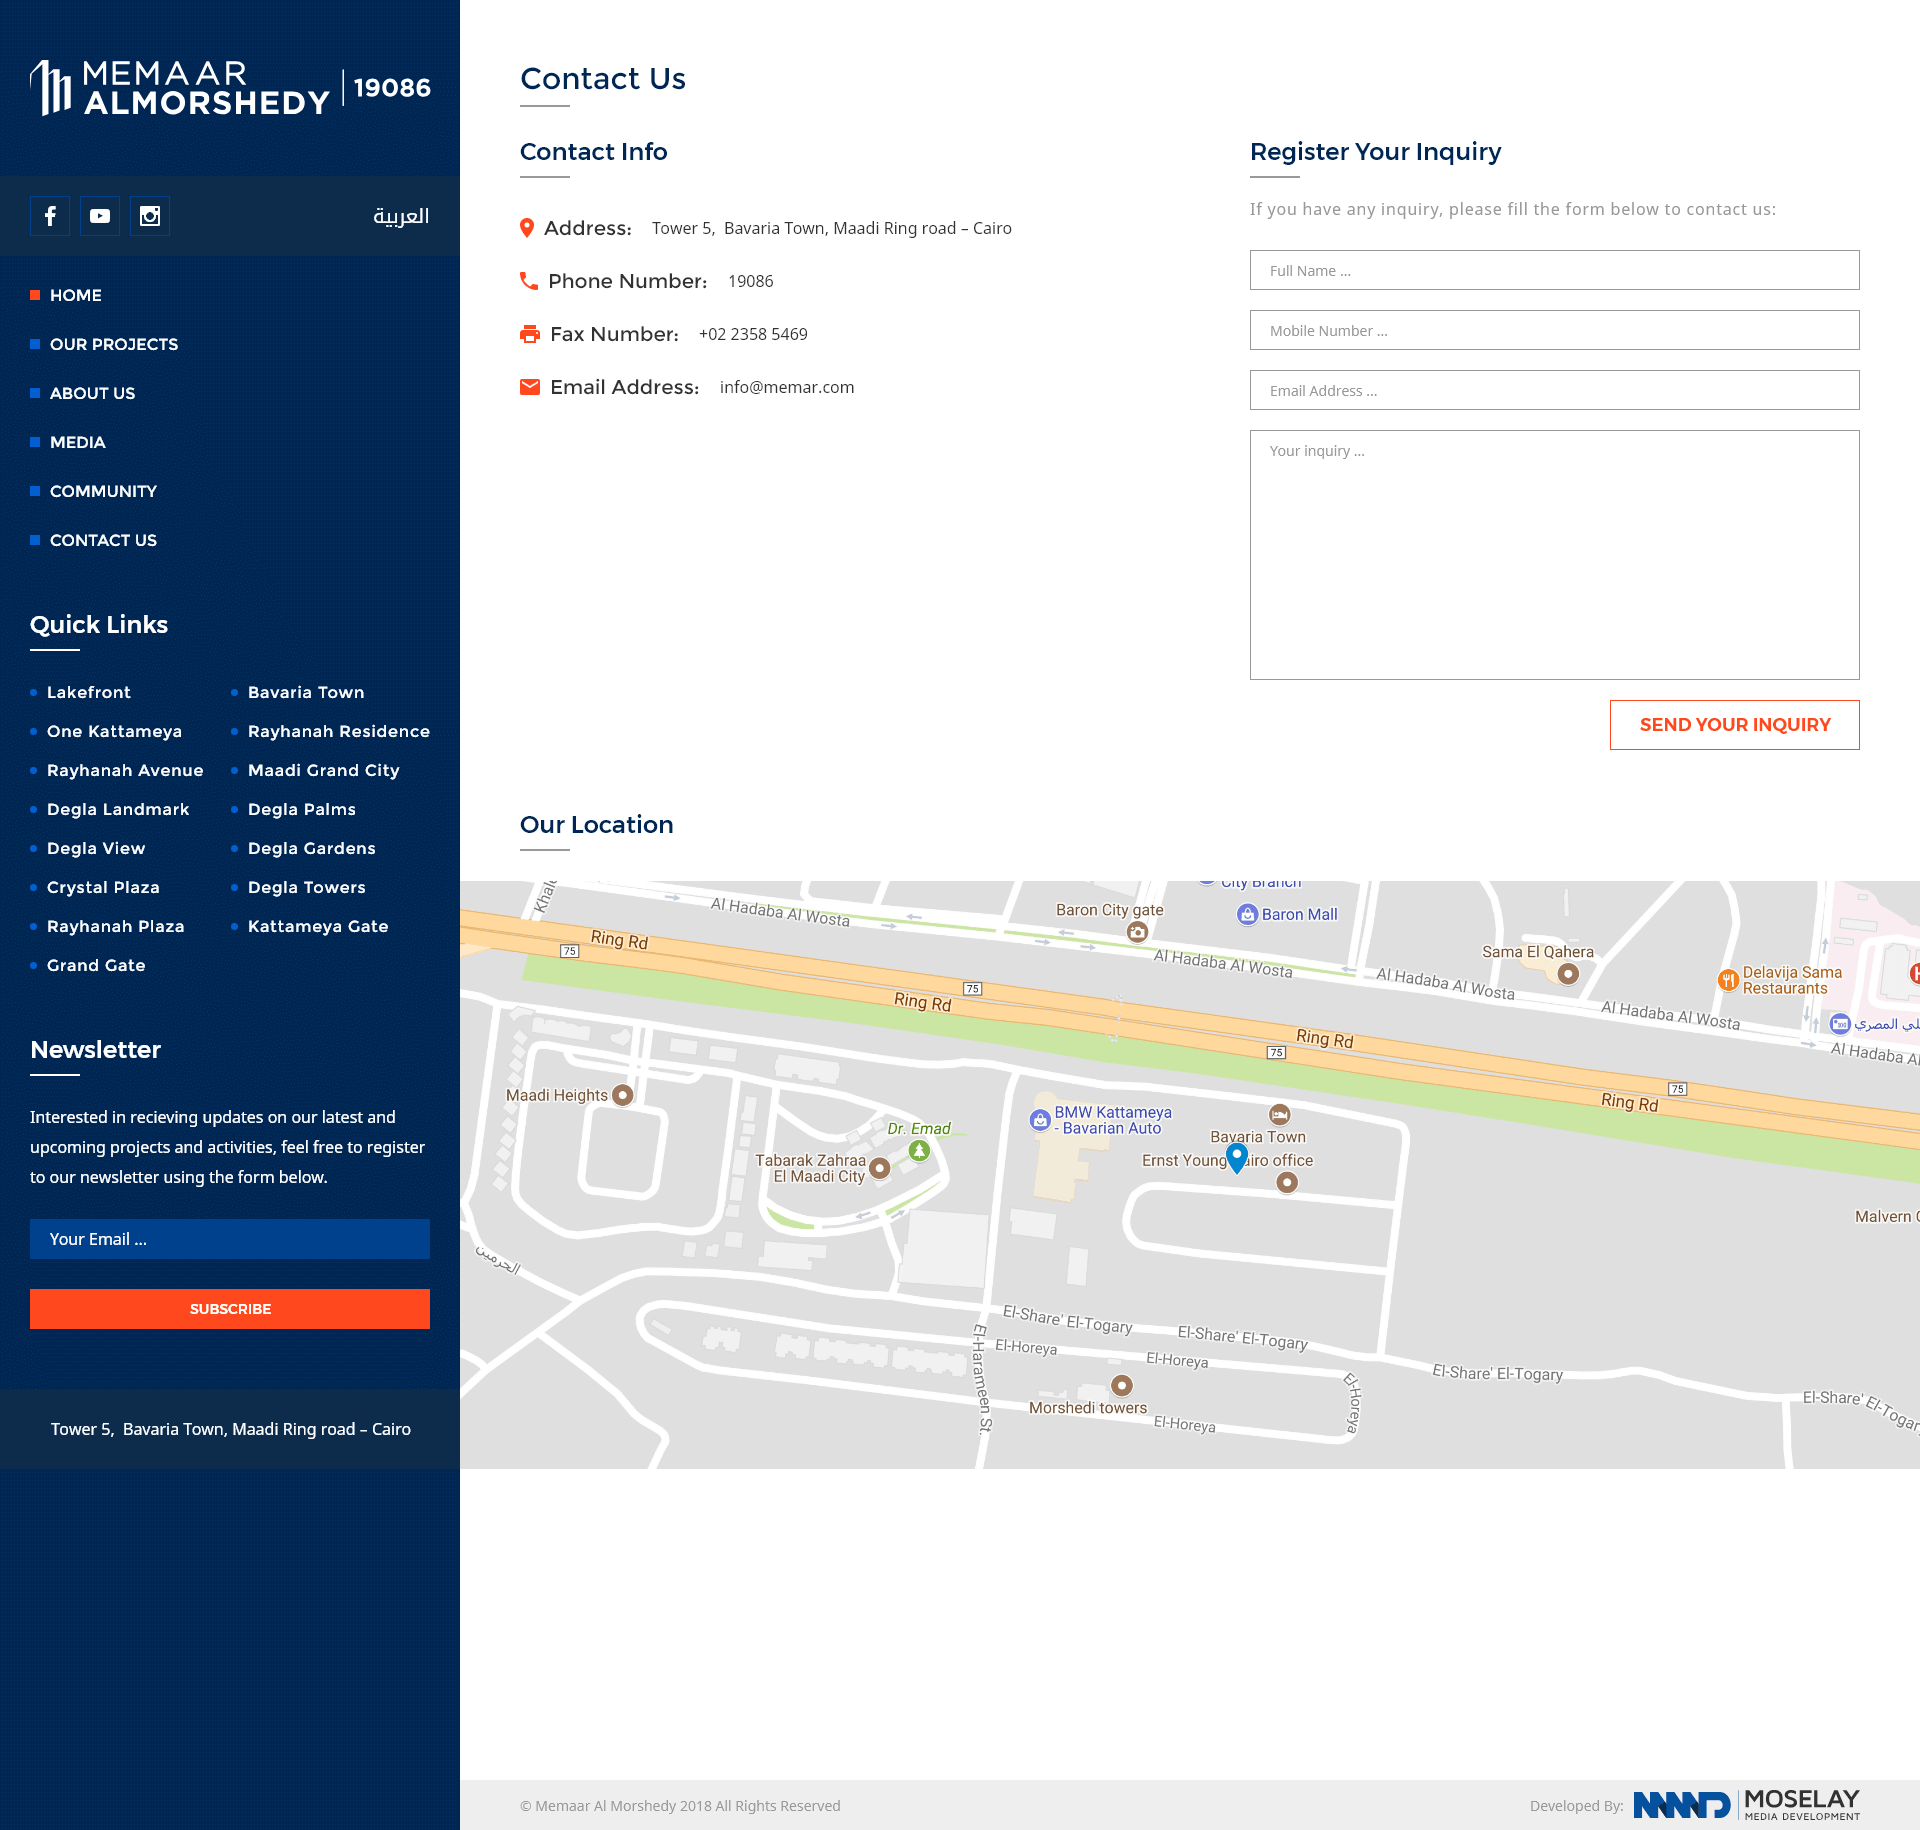 MEMAAR
ALMORSHEDY
19086
العربية
HOME
OUR PROJECTS
ABOUT US
MEDIA
COMMUNITY
CONTACT US
Quick Links
Lakefront
Bavaria Town
One Kattameya
Rayhanah Residence
Rayhanah Avenue
Maadi Grand City
Degla Landmark
Degla Palms
Degla View
Degla Gardens
Crystal Plaza
Degla Towers
Rayhanah Plaza
Kattameya Gate
Grand Gate
Newsletter
Interested in recieving updates on our latest and
upcoming projects and activities, feel free to register
to our newsletter using the form below.
Your Email ...
SUBSCRIBE
Tower 5,  Bavaria Town, Maadi Ring road – Cairo
Contact Us
Contact Info
Address: Tower 5,  Bavaria Town, Maadi Ring road – Cairo
Phone Number: 19086
Fax Number: +02 2358 5469
Email Address: info@memar.com
Register Your Inquiry
If you have any inquiry, please fill the form below to contact us:
Full Name ...
Mobile Number ...
Email Address ...
Your inquiry ...
SEND YOUR INQUIRY
Our Location
City Branch
Al Hadaba Al Wosta
Baron City gate
Baron Mall
Ring Rd
75
Al Hadaba Al Wosta
Sama El Qahera
Al Hadaba Al Wosta
Delavija Sama
Restaurants
75
Ring Rd
Al Hadaba Al Wosta
Ring Rd
75
Al Hadaba Al
75
Ring Rd
Maadi Heights
Dr. Emad
BMW Kattameya
- Bavarian Auto
Bavaria Town
Tabarak Zahraa
El Maadi City
Ernst Young
office
Malvern
الحرمين
El-Share' El-Togary
El-Share' El-Togary
El-Horeya
El-Horeya
El-Harameen St.
El-Share' El-Togary
El-Horeya
Morshedi towers
El-Horeya
El-Share' El-Togary
© Memaar Al Morshedy 2018 All Rights Reserved
Developed By:
MOSELAY
MEDIA DEVELOPMENT